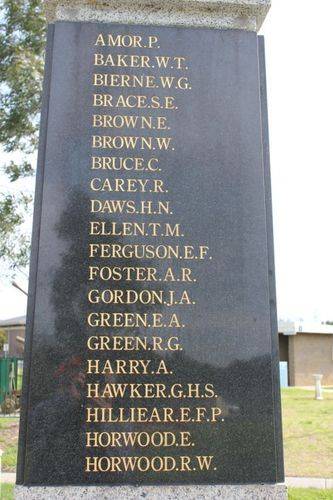 AMOR.P.
BAKER.W.T.
BIERNE.W.G.
BRACE.S.E.
BROWN.E.
BROWN.W.
BRUCE.C.
CAREY.R.
DAWS.H.N.
ELLEN.T.M.
FERGUSON.E.F.
FOSTER.A.R.
GORDON.J.A.
GREEN.E.A.
GREEN.R.G.
HARRY.A.
HAWKER.G.H.S.
HILLIEAR.E.F.P.
HORWOOD.E.
HORWOOD.R.W.